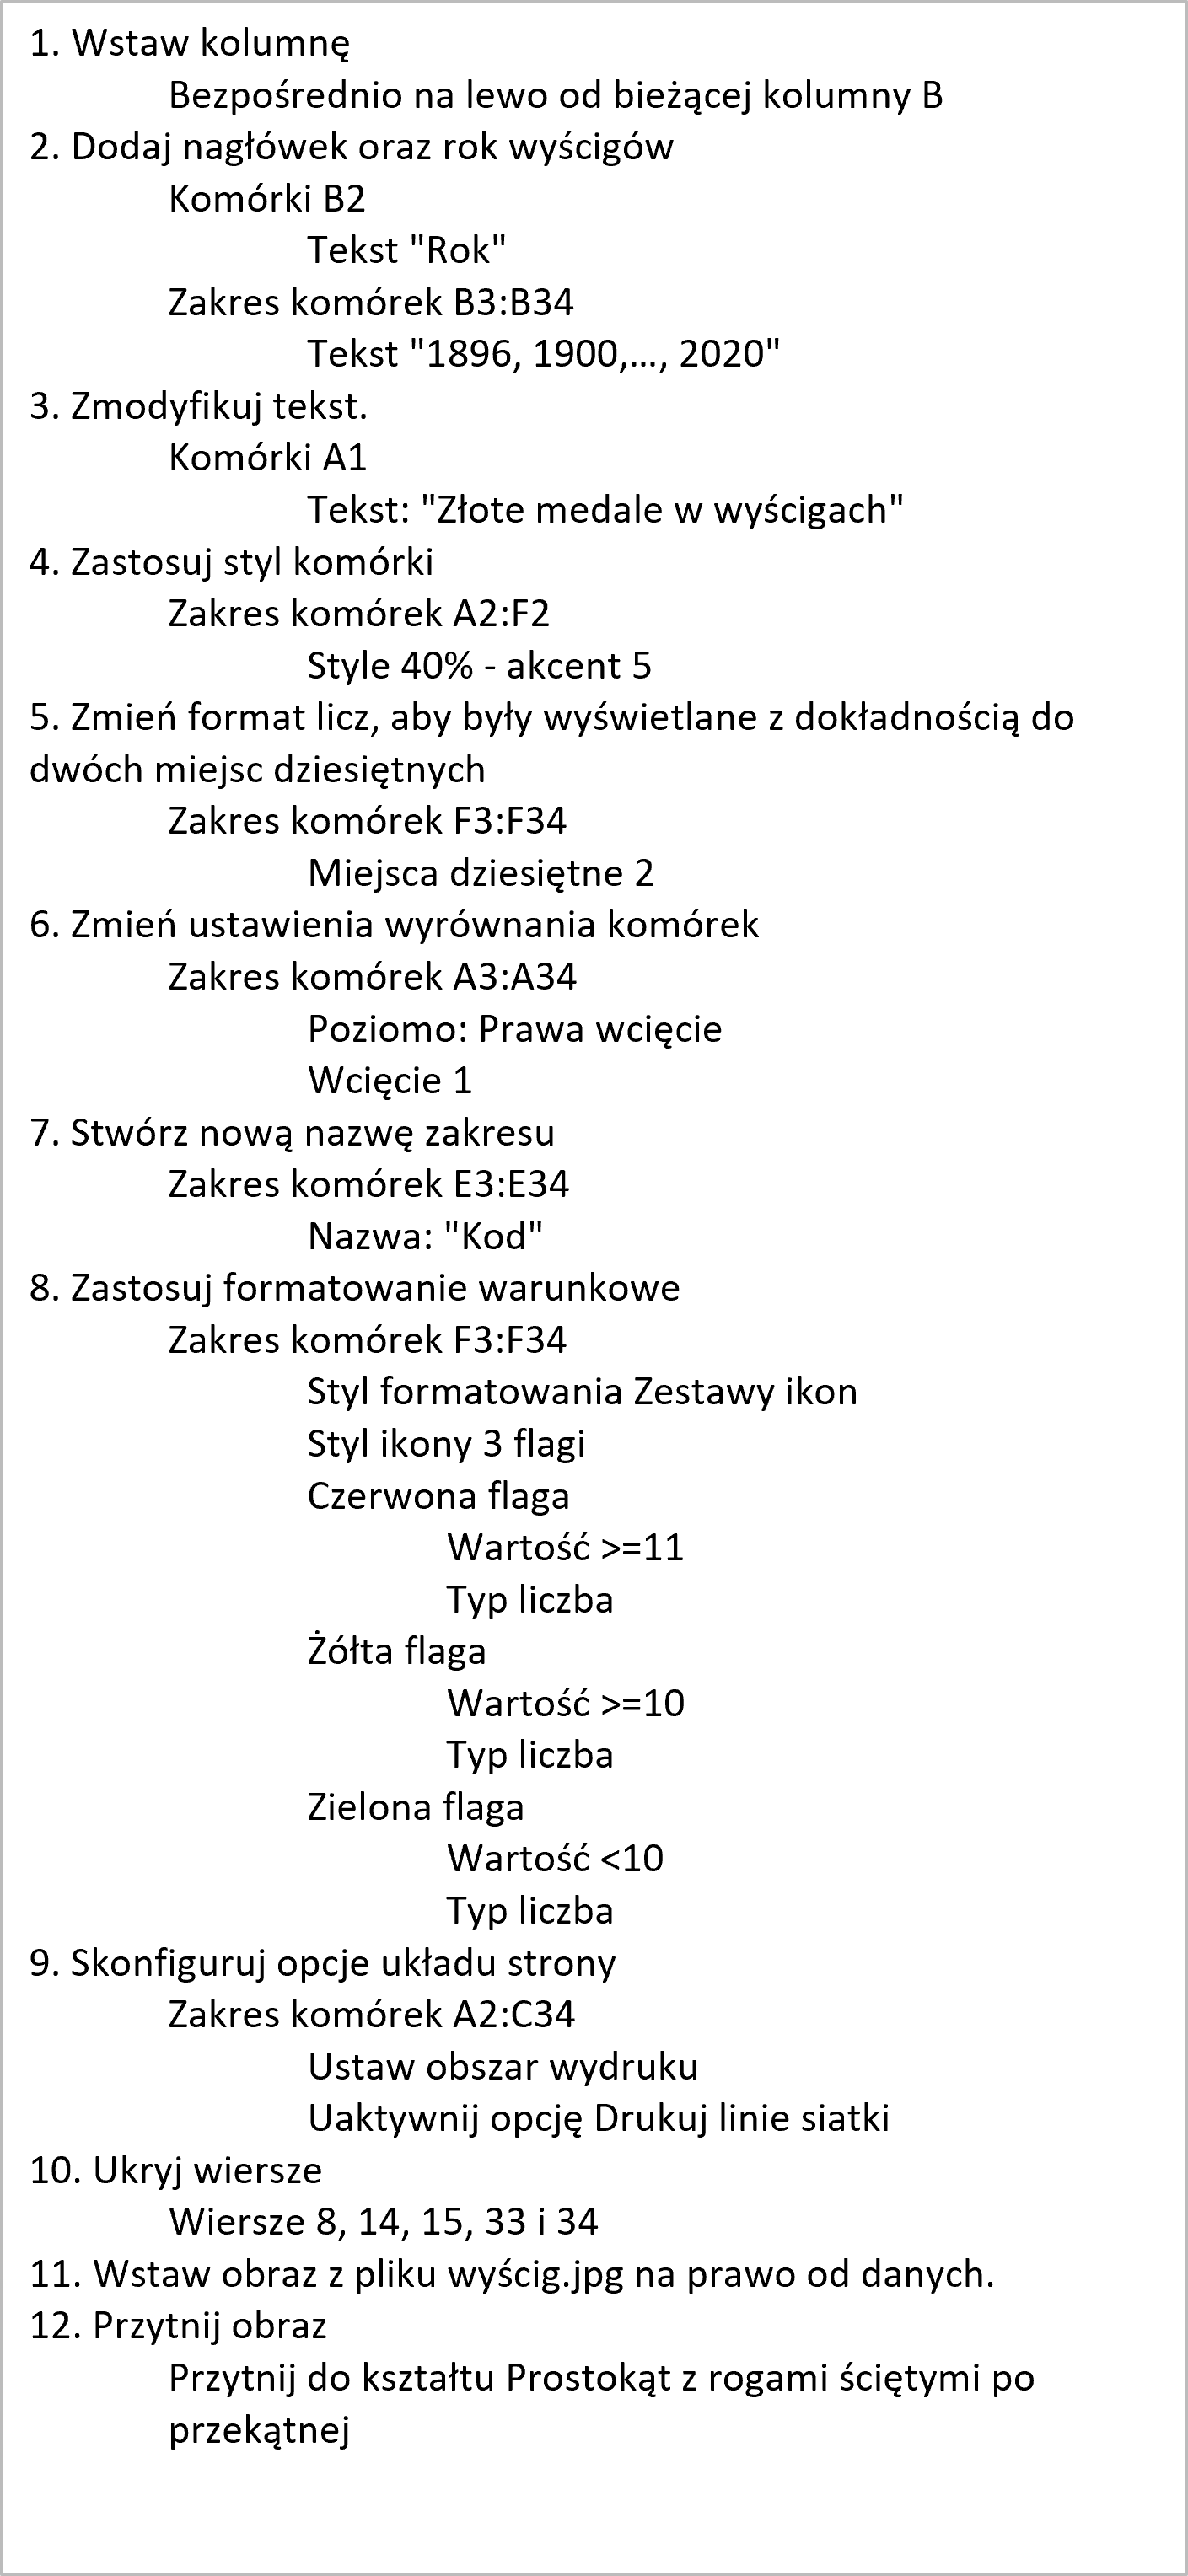 1. Wstaw kolumnę
Bezpośrednio na lewo od bieżącej kolumny B
2. Dodaj nagłówek oraz rok wyścigów
Komórki B2
Tekst "Rok"
Zakres komórek B3:B34
Tekst "1896, 1900,..., 2020"
3. Zmodyfikuj tekst.
Komórki A1
Tekst: "Złote medale w wyścigach"
4. Zastosuj styl komórki
Zakres komórek A2:F2
Style 40% - akcent 5
5. Zmień format licz, aby były wyświetlane z dokładnością do
dwóch miejsc dziesiętnych
Zakres komórek F3:F34
Miejsca dziesiętne 2
6. Zmień ustawienia wyrównania komórek
Zakres komórek A3:A34
Poziomo: Prawa wcięcie
Wcięcie 1
7. Stwórz nową nazwę zakresu
Zakres komórek E3:E34
Nazwa: "Kod"
8. Zastosuj formatowanie warunkowe
Zakres komórek F3:F34
Styl formatowania Zestawy ikon
Styl ikony 3 flagi
Czerwona flaga
Wartość >=11
Typ liczba
Żółta flaga
Wartość >=10
Typ liczba
Zielona flaga
Wartość <10
Typ liczba
9. Skonfiguruj opcje układu strony
Zakres komórek A2:C34
Ustaw obszar wydruku
Uaktywnij opcję Drukuj linie siatki
10. Ukryj wiersze
Wiersze 8, 14, 15, 33 i 34
11. Wstaw obraz z pliku wyścig.jpg na prawo od danych.
12. Przytnij obraz
Przytnij do kształtu Prostokąt z rogami ściętymi po
przekątnej